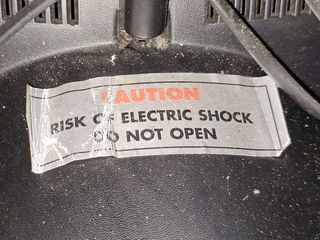 CAUTION
RISK OF ELECTRIC SHOCK
DO NOT OPEN